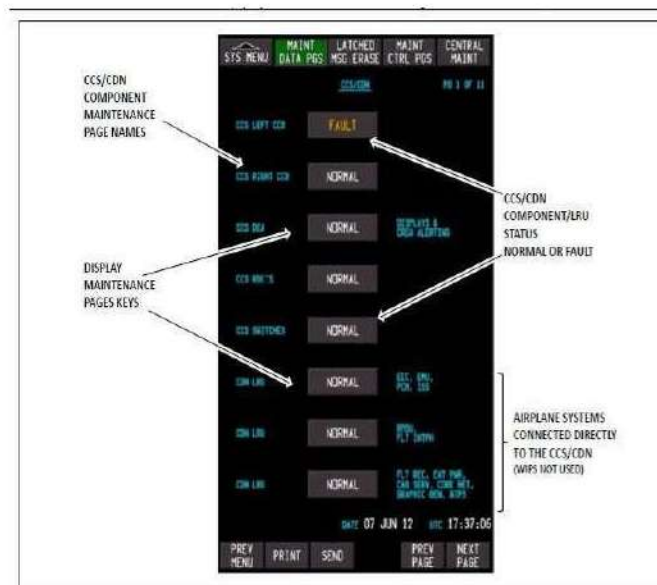 SYS MENU
MAINT DATA PGS
LATCHED MSG ERASE
MAINT CTRL PGS
CENTRAL MAINT
CCS/CDN
PG 1 OF 11
CCS/CDN
COMPONENT
MAINTENANCE
PAGE NAMES
CCS LEFT CCR
FAULT
CCS RIGHT CCR
NORMAL
CCS/CDN
COMPONENT/LRU
STATUS
NORMAL OR FAULT
NORMAL
DISPLAYS &
CREW ALERTING
DISPLAY
MAINTENANCE
PAGES KEYS
NORMAL
CCS SWITCHES
NORMAL
CDN LRU
NORMAL
CDN LRU
NORMAL
CDN LRU
NORMAL
AIRPLANE SYSTEMS
CONNECTED DIRECTLY
TO THE CCS/CDN
(WIPS NOT USED)
DATE 07 JUN 12 UTC 17:37:06
PREV MENU
PRINT
SEND
PREV PAGE
NEXT PAGE